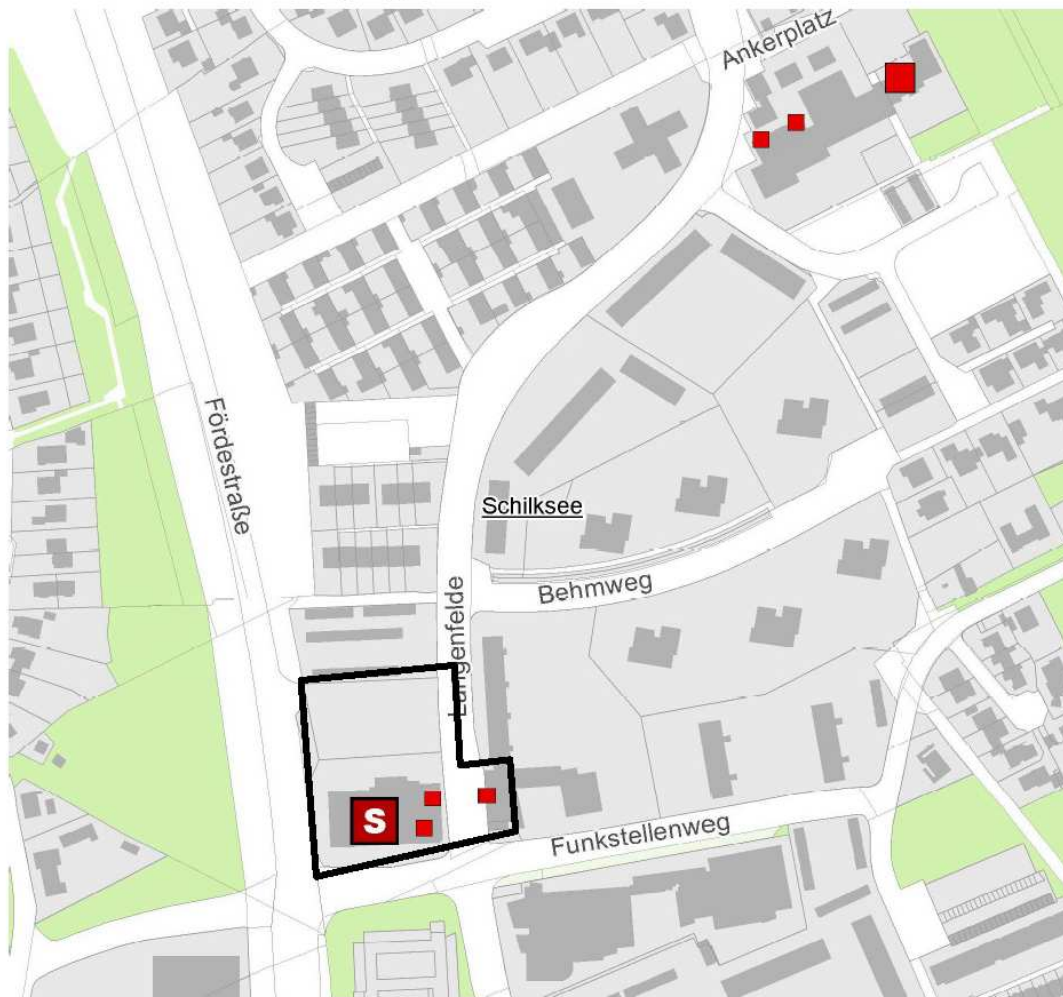 Ankerplatz
Fördestraße
Schilksee
Behmweg
Langenfelde
S
Funkstellenweg